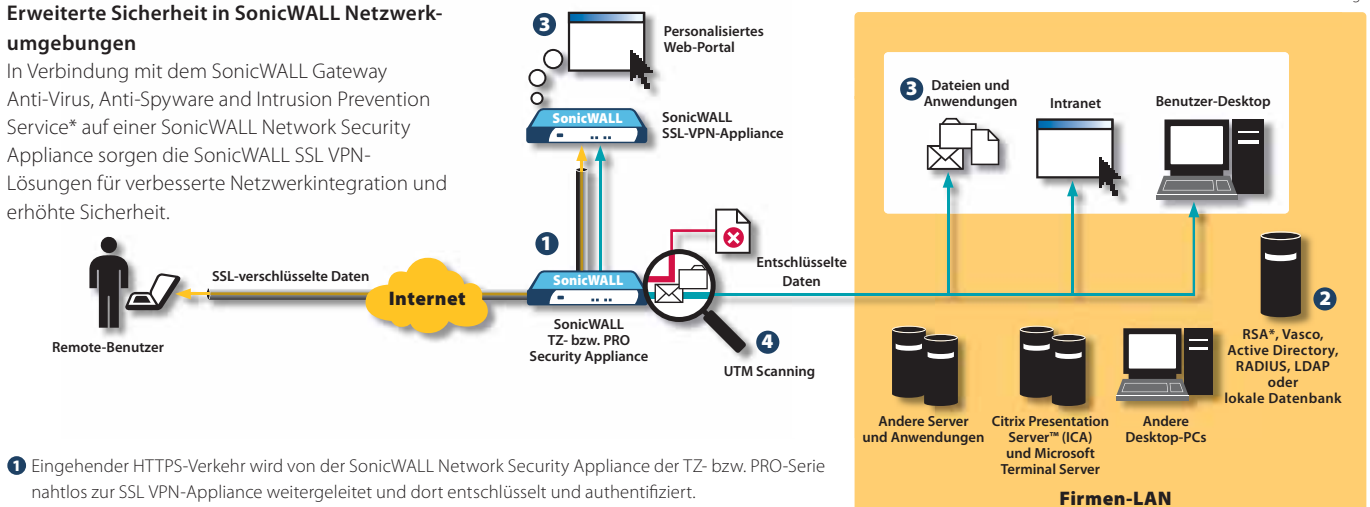 Erweiterte Sicherheit in SonicWALL Netzwerk-
umgebungen
In Verbindung mit dem SonicWALL Gateway
Anti-Virus, Anti-Spyware and Intrusion Prevention
Service* auf einer SonicWALL Network Security
Appliance sorgen die SonicWALL SSL VPN-
Lösungen für verbesserte Netzwerkintegration und
erhöhte Sicherheit.
3
Personalisiertes
Web-Portal
SonicWALL
SonicWALL
SSL-VPN-Appliance
1
SSL-verschlüsselte Daten
Internet
Remote-Benutzer
SonicWALL
SonicWALL
TZ- bzw. PRO
Security Appliance
Entschlüsselte
Daten
4
UTM Scanning
3 Dateien und
Anwendungen
Intranet
Benutzer-Desktop
2
RSA*, Vasco,
Active Directory,
RADIUS, LDAP
oder
lokale Datenbank
Andere Server
und Anwendungen
Citrix Presentation
Server™ (ICA)
und Microsoft
Terminal Server
Andere
Desktop-PCs
Firmen-LAN
1 Eingehender HTTPS-Verkehr wird von der SonicWALL Network Security Appliance der TZ- bzw. PRO-Serie
nahtlos zur SSL VPN-Appliance weitergeleitet und dort entschlüsselt und authentifiziert.